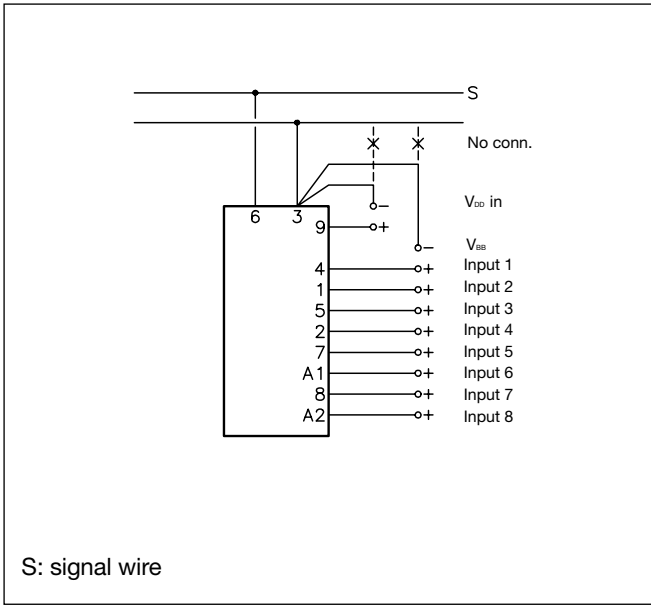 S
No conn.
6 3
V_DD in
9
+
−
−
V_BB
4 + Input 1
1 + Input 2
5 + Input 3
2 + Input 4
7 + Input 5
A1 + Input 6
8 + Input 7
A2 + Input 8
S: signal wire